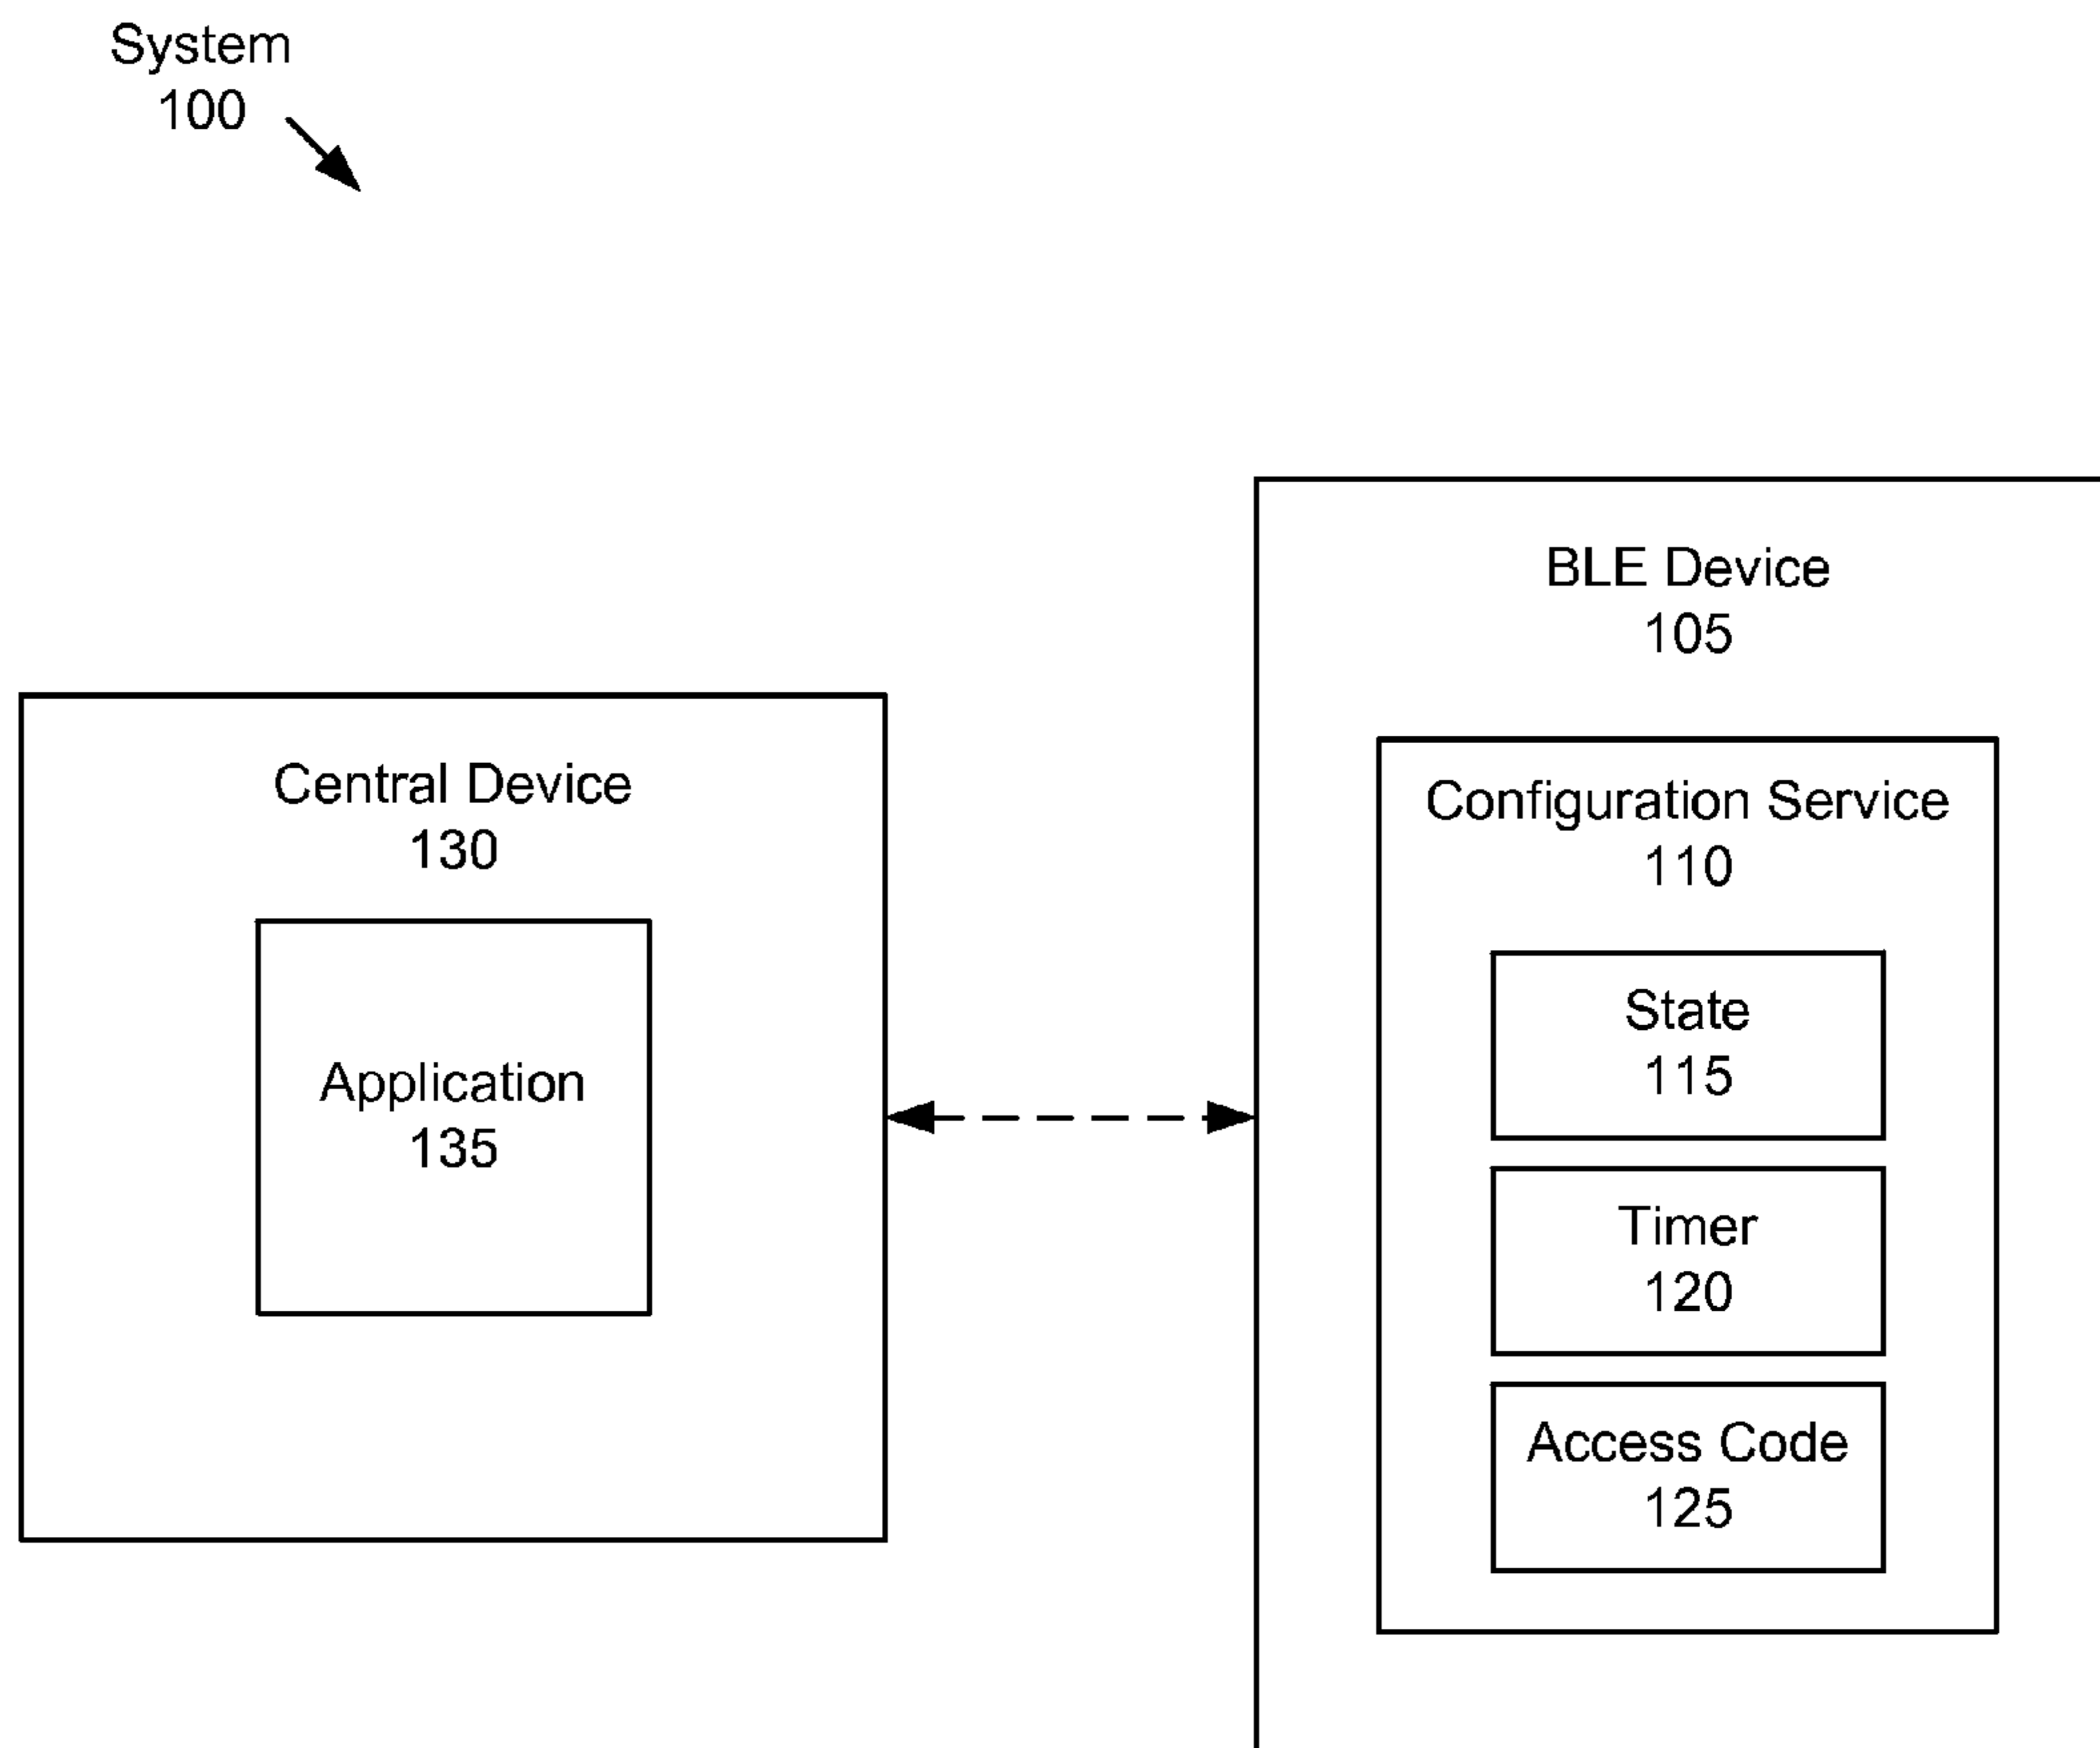 System
100
BLE Device
105
Central Device
130
Configuration Service
110
Application
135
State
115
Timer
120
Access Code
125